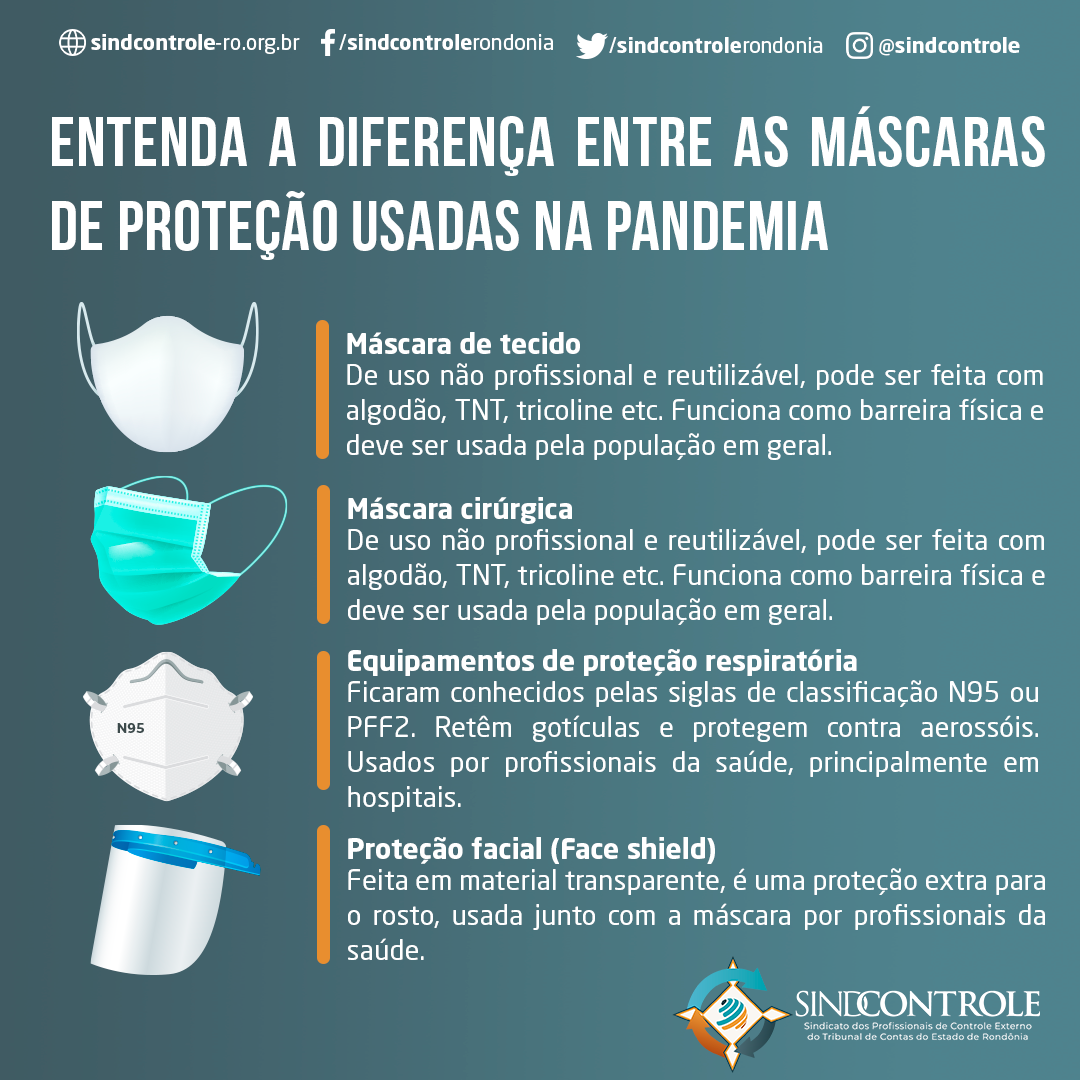 sindcontrole-ro.org.br /sindcontrolerondonia /sindcontrolerondonia @sindcontrole
ENTENDA A DIFERENÇA ENTRE AS MÁSCARAS
DE PROTEÇÃO USADAS NA PANDEMIA
Máscara de tecido
De uso não profissional e reutilizável, pode ser feita com
algodão, TNT, tricoline etc. Funciona como barreira física e
deve ser usada pela população em geral.
Máscara cirúrgica
De uso não profissional e reutilizável, pode ser feita com
algodão, TNT, tricoline etc. Funciona como barreira física e
deve ser usada pela população em geral.
N95
Equipamentos de proteção respiratória
Ficaram conhecidos pelas siglas de classificação N95 ou
PFF2. Retêm gotículas e protegem contra aerossóis.
Usados por profissionais da saúde, principalmente em
hospitais.
Proteção facial (Face shield)
Feita em material transparente, é uma proteção extra para
o rosto, usada junto com a máscara por profissionais da
saúde.
SINDCONTROLE
Sindicato dos Profissionais de Controle Externo
do Tribunal de Contas do Estado de Rondônia